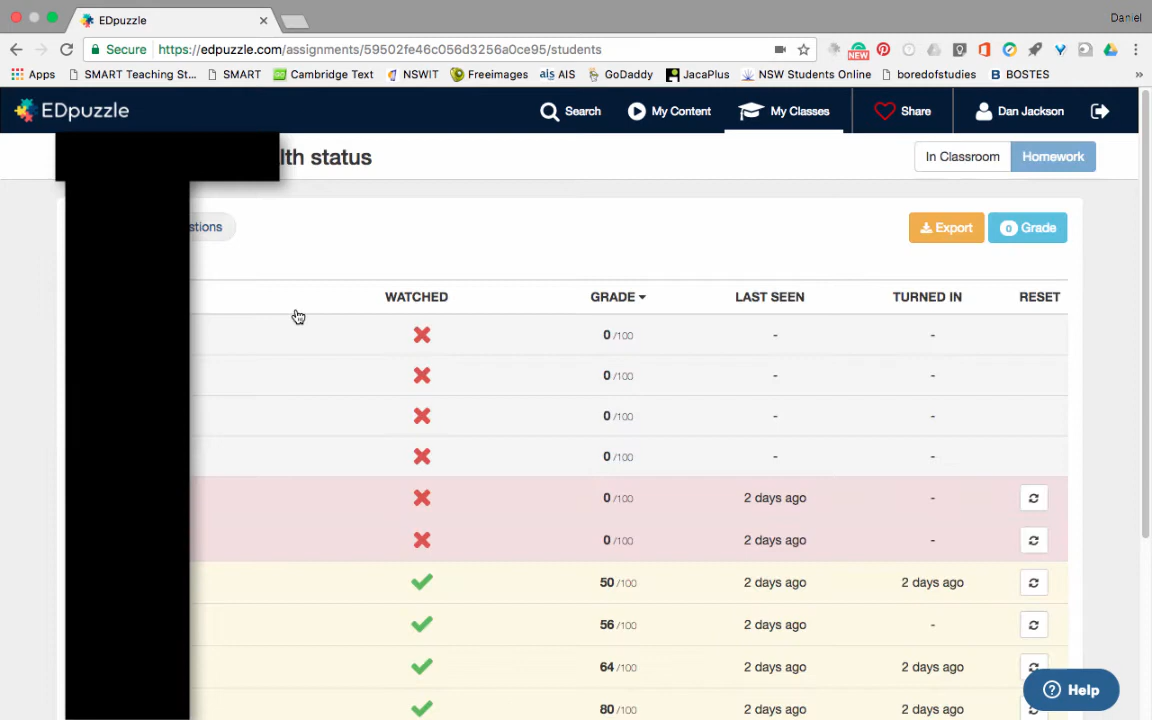 EDpuzzle
Daniel
Secure https://edpuzzle.com/assignments/59502fe46c056d3256a0ce95/students
NEW
Apps SMART Teaching St... SMART Cambridge Text NSWIT Freeimages ais AIS GoDaddy JacaPlus NSW Students Online boredofstudies B BOSTES »
EDpuzzle Search My Content My Classes Share Dan Jackson
lth status In Classroom Homework
stions Export 0 Grade
WATCHED GRADE LAST SEEN TURNED IN RESET
0 /100 - -
0 /100 - -
0 /100 - -
0 /100 - -
0 /100 2 days ago -
0 /100 2 days ago -
50 /100 2 days ago 2 days ago
56 /100 2 days ago -
64 /100 2 days ago 2 days ago
80 /100 2 days ago 2 days ago
Help